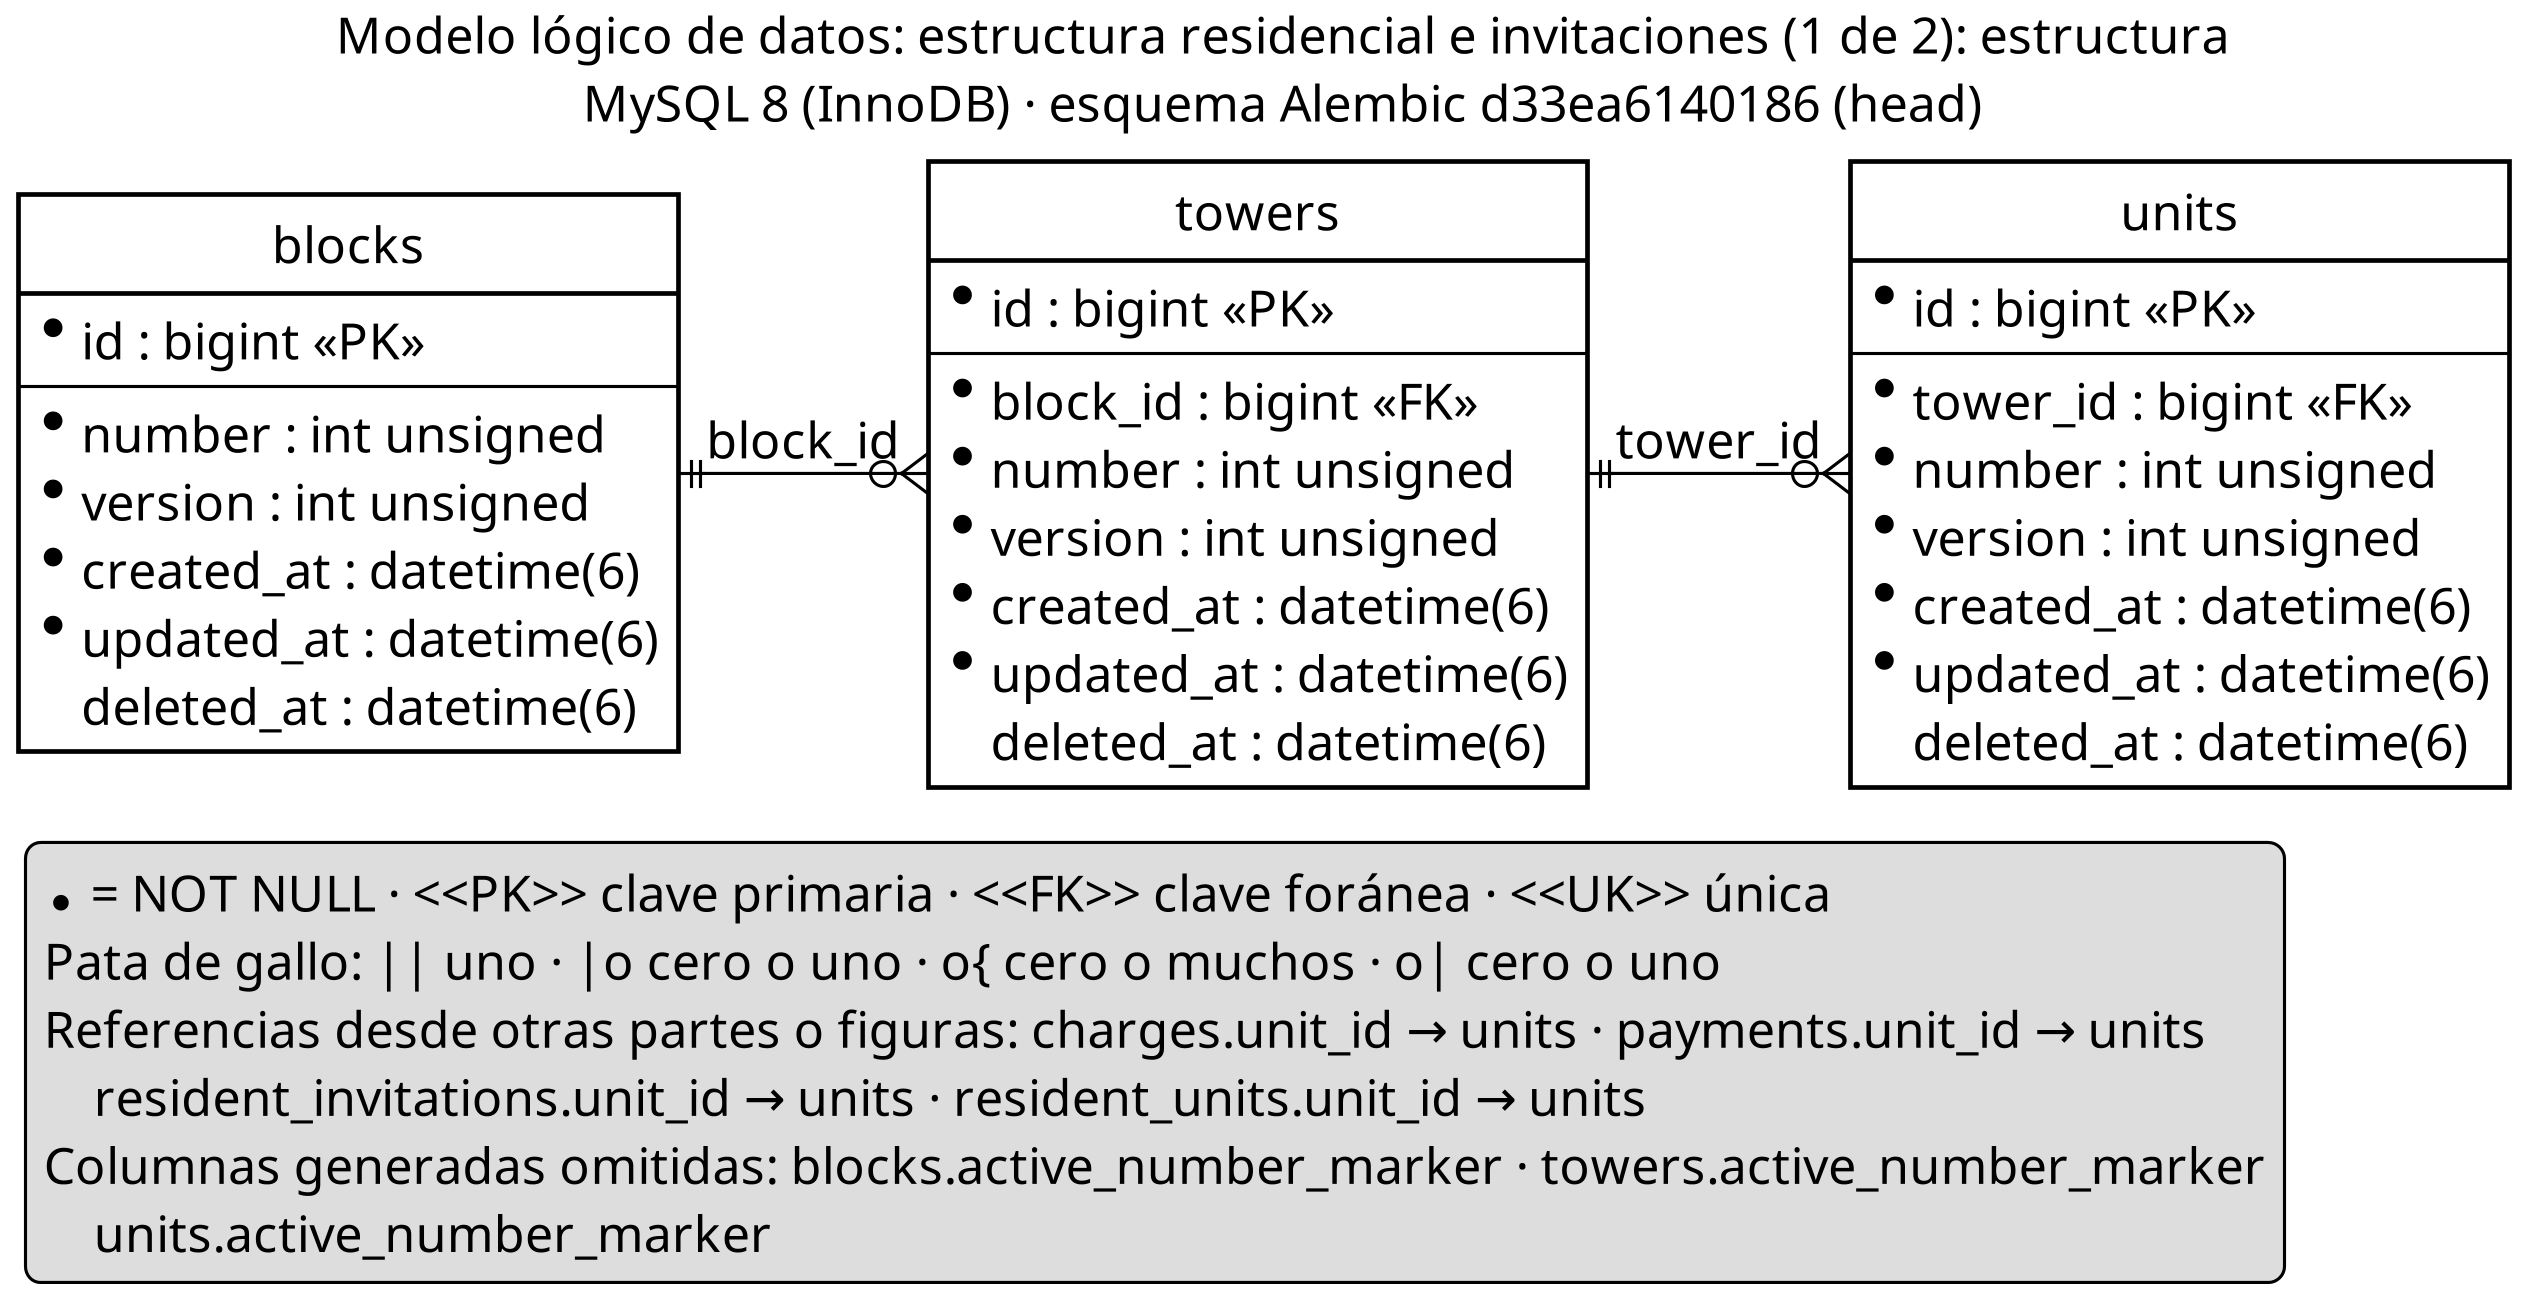 Modelo lógico de datos: estructura residencial e invitaciones (1 de 2): estructura
MySQL 8 (InnoDB) · esquema Alembic d33ea6140186 (head)
blocks
• id : bigint «PK»
• number : int unsigned
• version : int unsigned
• created_at : datetime(6)
• updated_at : datetime(6)
deleted_at : datetime(6)
block_id
towers
• id : bigint «PK»
• block_id : bigint «FK»
• number : int unsigned
• version : int unsigned
• created_at : datetime(6)
• updated_at : datetime(6)
deleted_at : datetime(6)
tower_id
units
• id : bigint «PK»
• tower_id : bigint «FK»
• number : int unsigned
• version : int unsigned
• created_at : datetime(6)
• updated_at : datetime(6)
deleted_at : datetime(6)
• = NOT NULL · <<PK>> clave primaria · <<FK>> clave foránea · <<UK>> única
Pata de gallo: || uno · |o cero o uno · o{ cero o muchos · o| cero o uno
Referencias desde otras partes o figuras: charges.unit_id → units · payments.unit_id → units
resident_invitations.unit_id → units · resident_units.unit_id → units
Columnas generadas omitidas: blocks.active_number_marker · towers.active_number_marker
units.active_number_marker